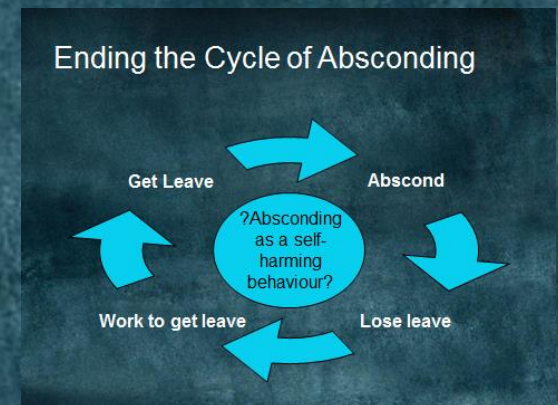 Ending the Cycle of Absconding
Get Leave
Abscond
?Absconding
as a self-
harming
behaviour?
Work to get leave
Lose leave